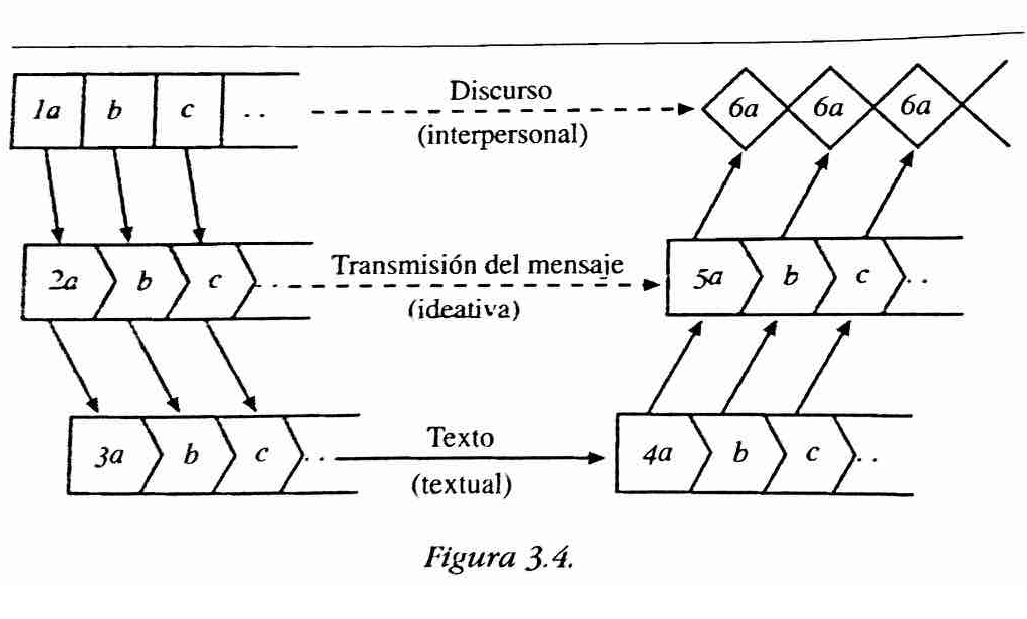 1a b c . .
Discurso
(interpersonal)
6a 6a 6a
2a b c . .
Transmisión del mensaje
(ideativa)
5a b c . .
3a b c . .
Texto
(textual)
4a b c . .
Figura 3.4.